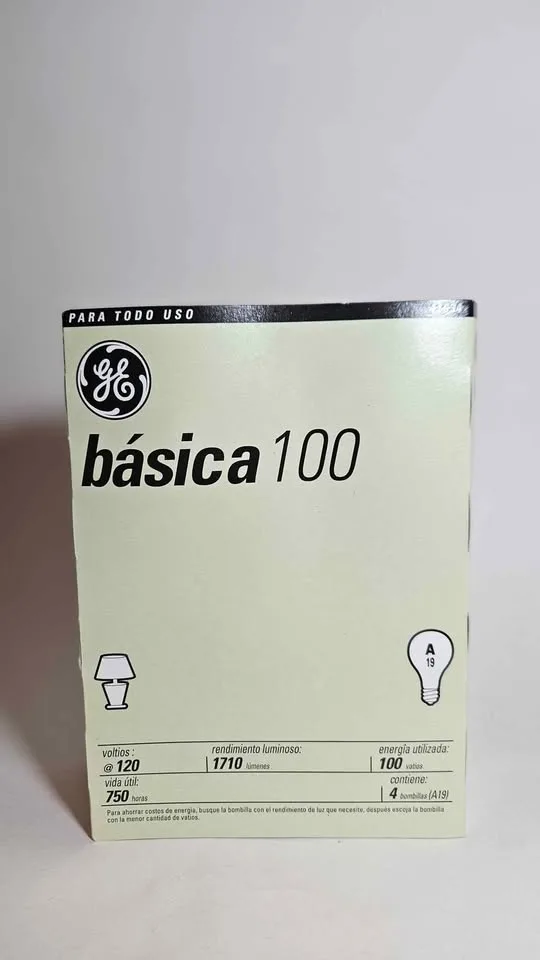 PARA TODO USO
GE
básica 100
A
19
voltios :
@ 120
rendimiento luminoso:
1710 lúmenes
energía utilizada:
100 vatios
vida útil:
750 horas
contiene:
4 bombillas (A19)
Para ahorrar costos de energía, busque la bombilla con el rendimiento de luz que necesite, después escoja la bombilla
con la menor cantidad de vatios.